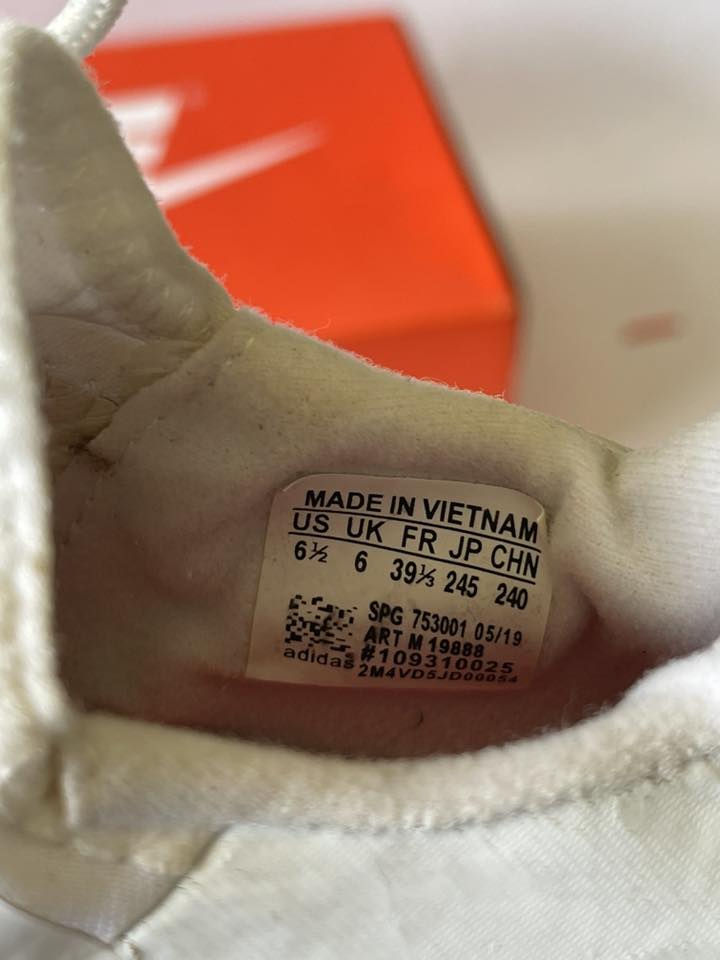 MADE IN VIETNAM
US UK FR JP CHN
6½ 6 39⅓ 245 240
SPG 753001 05/19
ART M 19888
adidas #109310025
2M4VD5JD00054